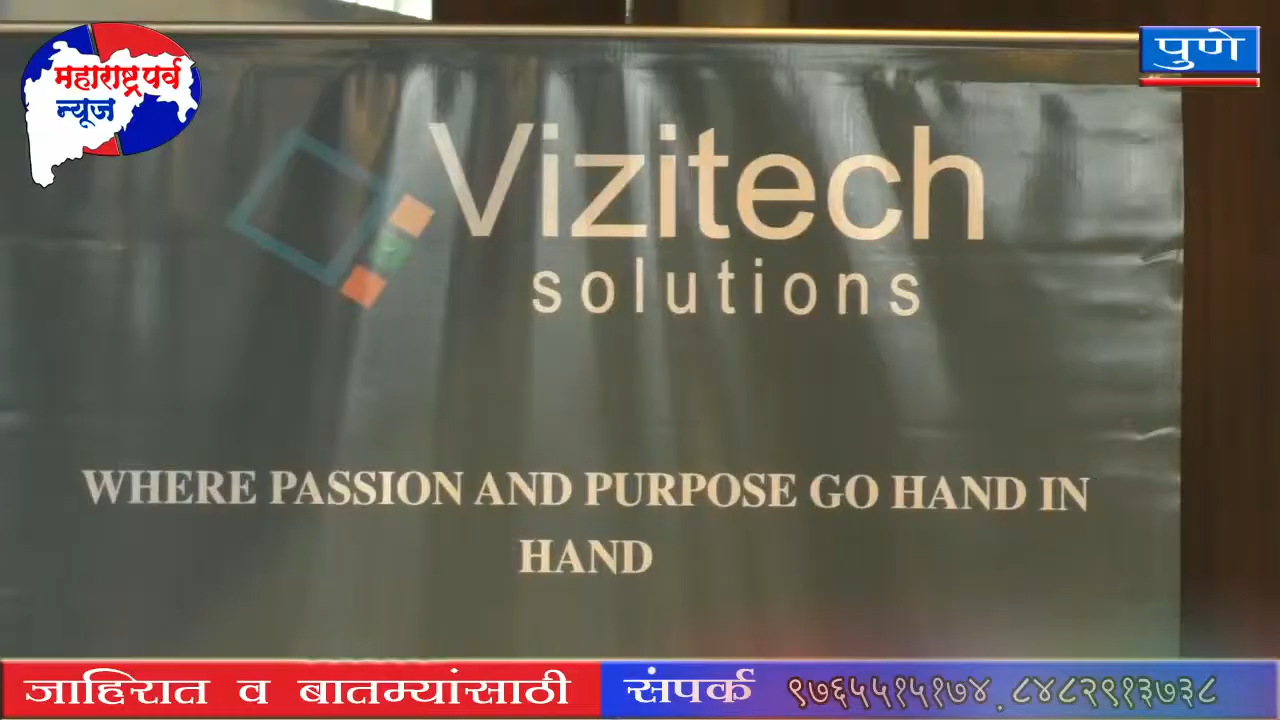 महाराष्ट्र पर्व
न्यूज
पुणे
Vizitech
solutions
WHERE PASSION AND PURPOSE GO HAND IN
HAND
जाहिरात व बातम्यांसाठी संपर्क ९७६५५१५१७४ ८४८२९१३७३८